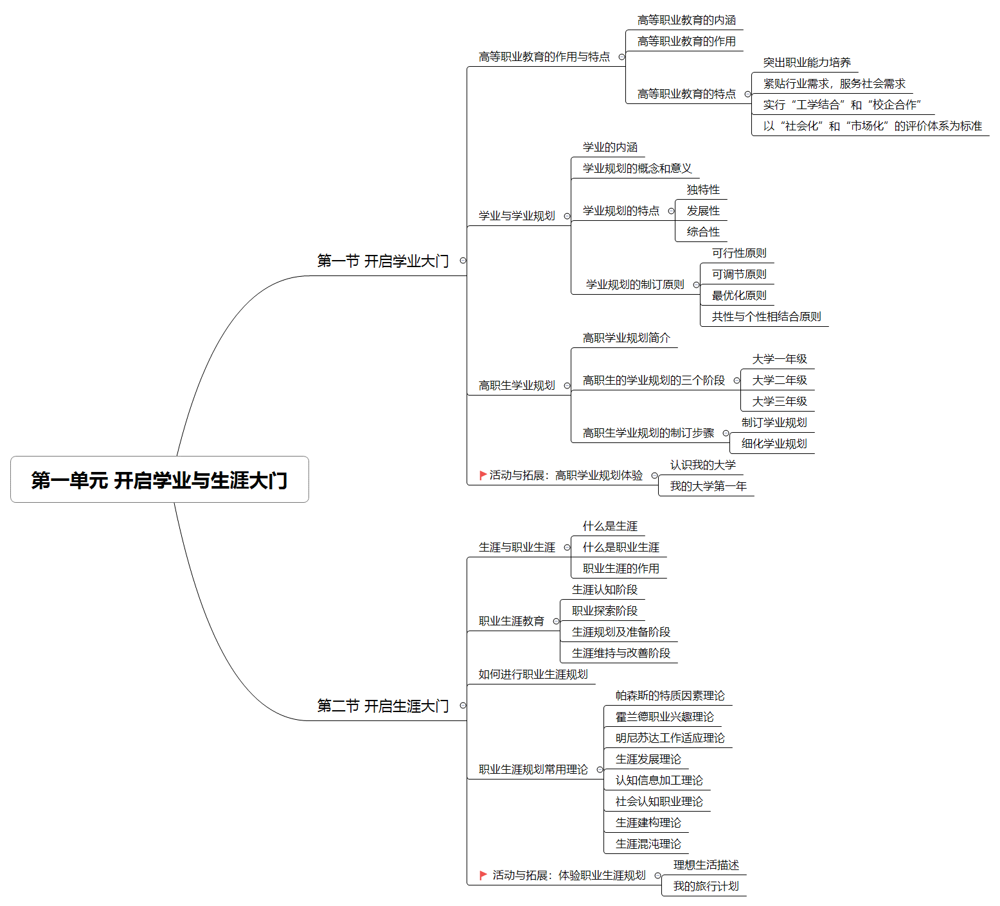 第一单元 开启学业与生涯大门
第一节 开启学业大门
高等职业教育的作用与特点
高等职业教育的内涵
高等职业教育的作用
高等职业教育的特点
突出职业能力培养
紧贴行业需求，服务社会需求
实行“工学结合”和“校企合作”
以“社会化”和“市场化”的评价体系为标准
学业与学业规划
学业的内涵
学业规划的概念和意义
学业规划的特点
独特性
发展性
综合性
学业规划的制订原则
可行性原则
可调节原则
最优化原则
共性与个性相结合原则
高职生学业规划
高职学业规划简介
高职生的学业规划的三个阶段
大学一年级
大学二年级
大学三年级
高职生学业规划的制订步骤
制订学业规划
细化学业规划
活动与拓展：高职学业规划体验
认识我的大学
我的大学第一年
第二节 开启生涯大门
生涯与职业生涯
什么是生涯
什么是职业生涯
职业生涯的作用
职业生涯教育
生涯认知阶段
职业探索阶段
生涯规划及准备阶段
生涯维持与改善阶段
如何进行职业生涯规划
职业生涯规划常用理论
帕森斯的特质因素理论
霍兰德职业兴趣理论
明尼苏达工作适应理论
生涯发展理论
认知信息加工理论
社会认知职业理论
生涯建构理论
生涯混沌理论
活动与拓展：体验职业生涯规划
理想生活描述
我的旅行计划